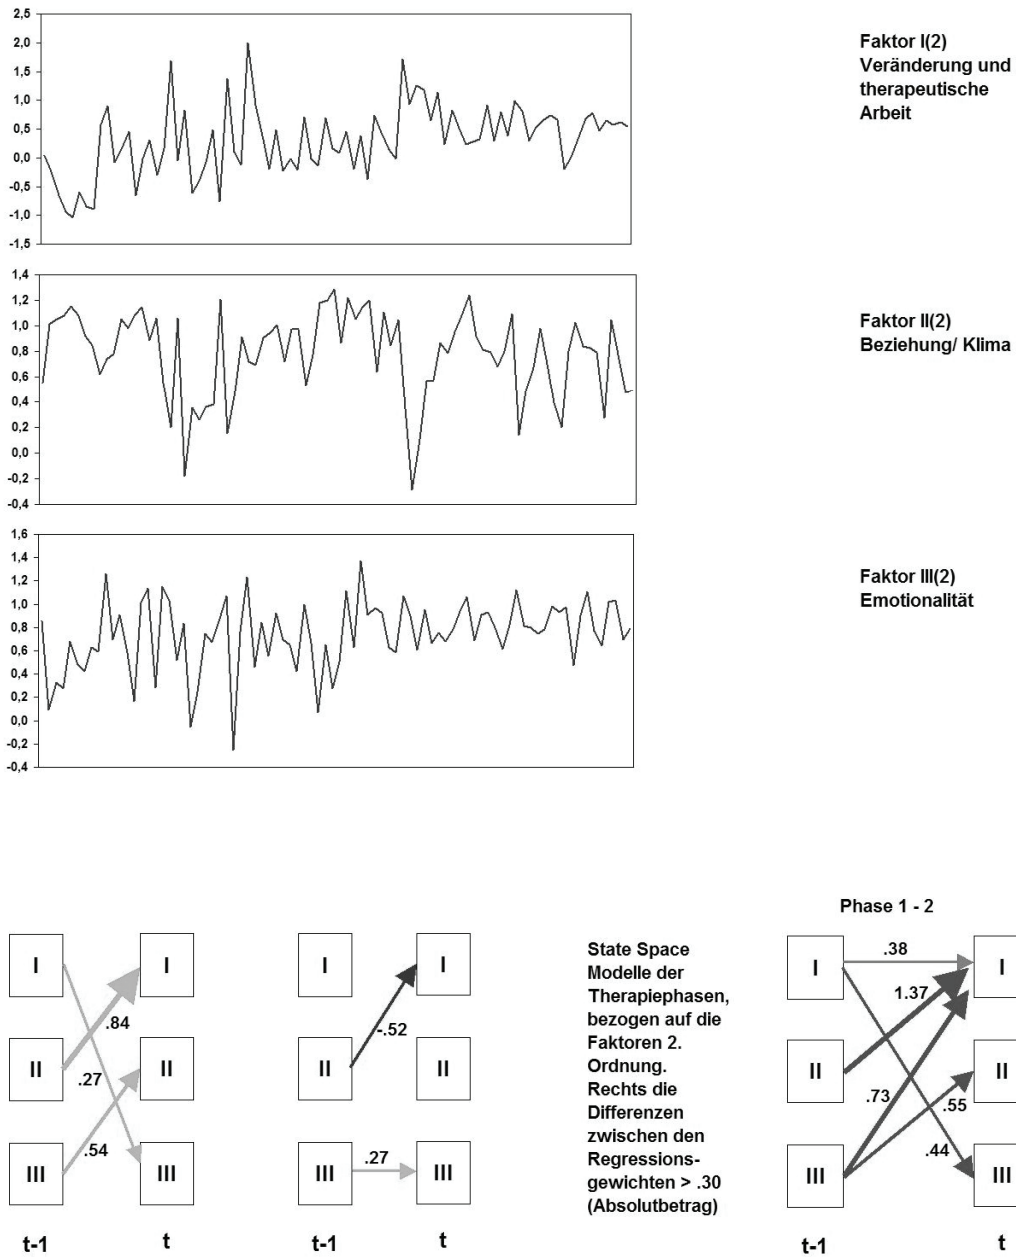 2,5
2,0
1,5
1,0
0,5
0,0
-0,5
-1,0
-1,5
Faktor I(2)
Veränderung und
therapeutische
Arbeit
1,4
1,2
1,0
0,8
0,6
0,4
0,2
0,0
-0,2
-0,4
Faktor II(2)
Beziehung/ Klima
1,6
1,4
1,2
1,0
0,8
0,6
0,4
0,2
0,0
-0,2
-0,4
Faktor III(2)
Emotionalität
I
I
.84
II
II
.27
.54
III
III
t-1
t
I
I
-.52
II
II
.27
III
III
t-1
t
State Space
Modelle der
Therapiephasen,
bezogen auf die
Faktoren 2.
Ordnung.
Rechts die
Differenzen
zwischen den
Regressions-
gewichten > .30
(Absolutbetrag)
Phase 1 - 2
.38
I
I
1.37
II
II
.73
.55
.44
III
III
t-1
t